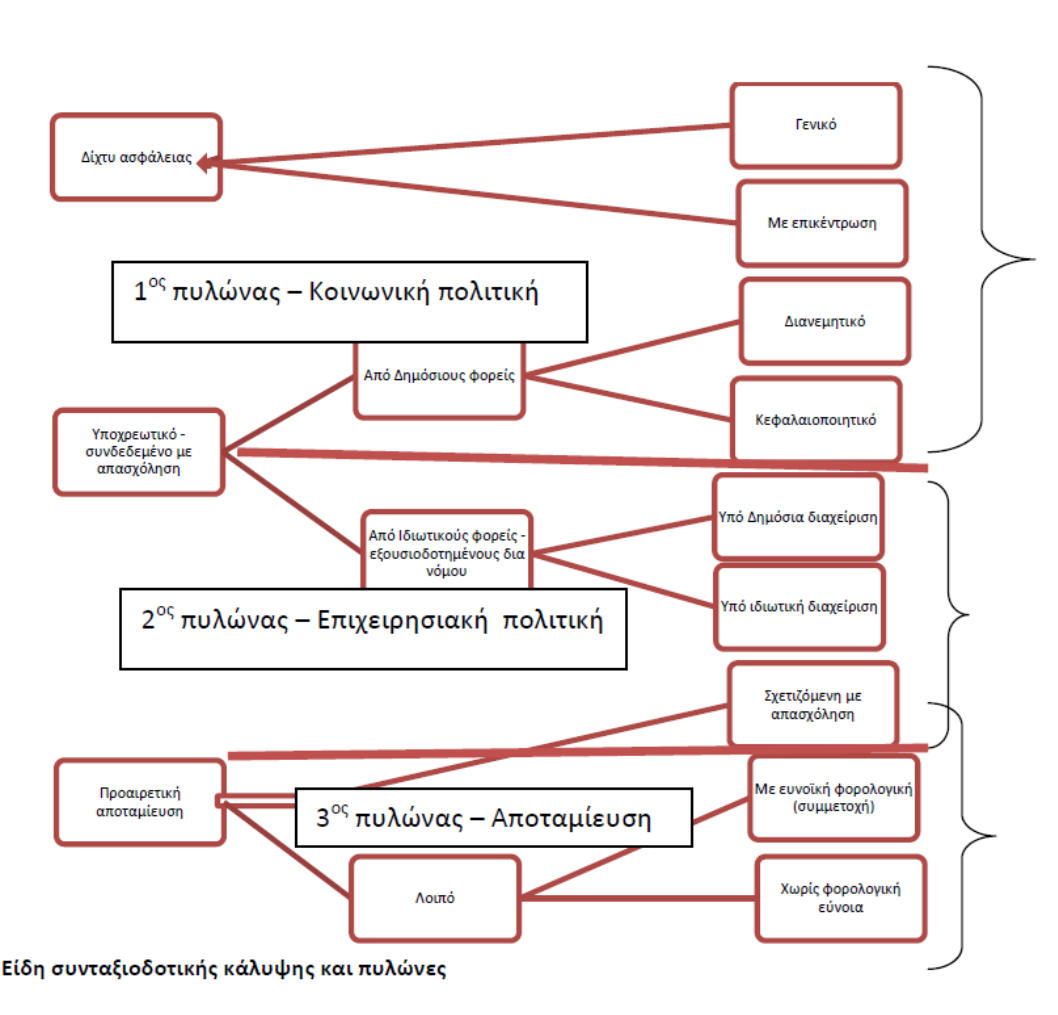 Γενικό
Δίχτυ ασφάλειας
Με επικέντρωση
1ος πυλώνας – Κοινωνική πολιτική
Διανεμητικό
Από Δημόσιους φορείς
Κεφαλαιοποιητικό
Υποχρεωτικό -
συνδεδεμένο με
απασχόληση
Υπό Δημόσια διαχείριση
Από Ιδιωτικούς φορείς -
εξουσιοδοτημένους δια
νόμου
Υπό ιδιωτική διαχείριση
2ος πυλώνας – Επιχειρησιακή πολιτική
Σχετιζόμενη με
απασχόληση
Προαιρετική
αποταμίευση
Με ευνοϊκή φορολογική
(συμμετοχή)
3ος πυλώνας – Αποταμίευση
Λοιπό
Χωρίς φορολογική
εύνοια
Είδη συνταξιοδοτικής κάλυψης και πυλώνες